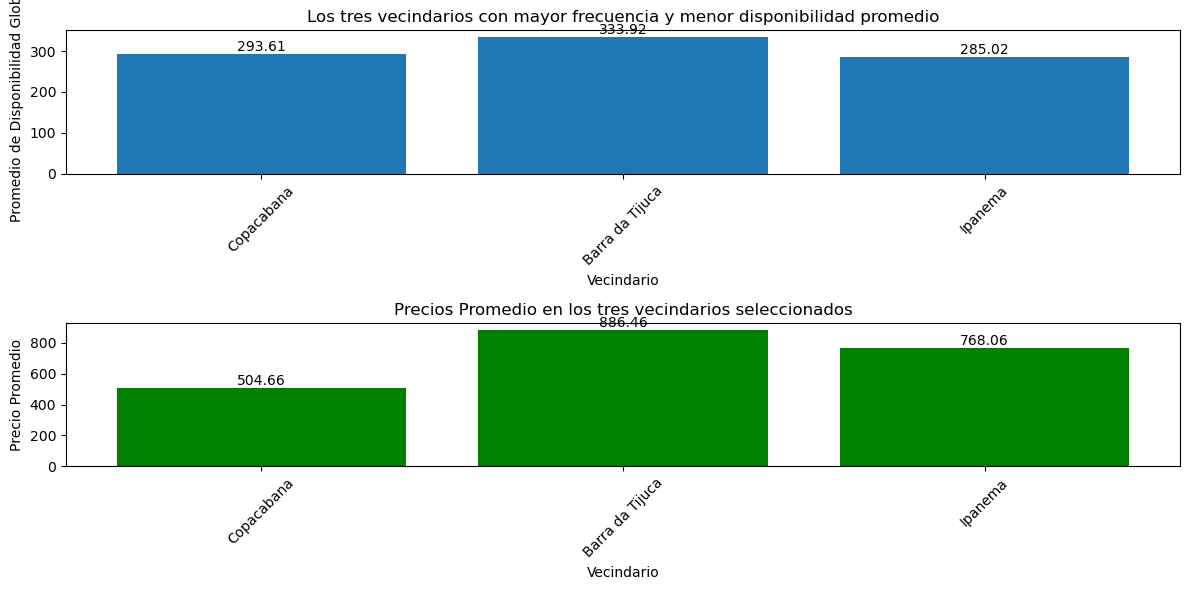 Los tres vecindarios con mayor frecuencia y menor disponibilidad promedio
Promedio de Disponibilidad
300
200
100
0
293.61
333.92
285.02
Copacabana
Barra da Tijuca
Ipanema
Vecindario
Precios Promedio en los tres vecindarios seleccionados
Precio Promedio
800
600
400
200
0
504.66
886.46
768.06
Copacabana
Barra da Tijuca
Ipanema
Vecindario